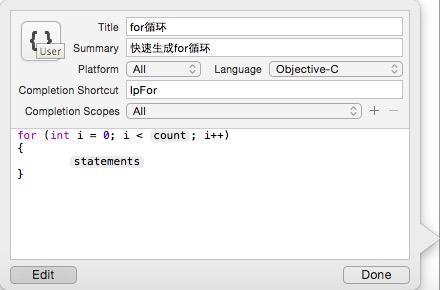 Title for循环
User
Summary 快速生成for循环
Platform All Language Objective-C
Completion Shortcut lpFor
Completion Scopes All
for (int i = 0; i < count; i++)
{
statements
}
Edit Done